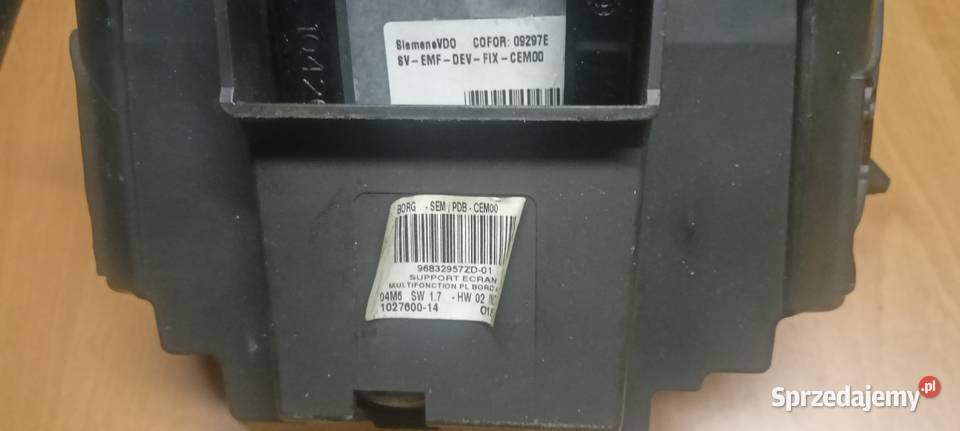 SiemensVDO COFOR: 09297E
SV-EMF-DEV-FIX-CEM00
BORG -SEM/PDB-CEM00
96832957ZD-01
SUPPORT ECRAN
MULTIFONCTION PL BORD
04M6 SW 1.7 -HW 02
1027600-14
Sprzedajemy.pl